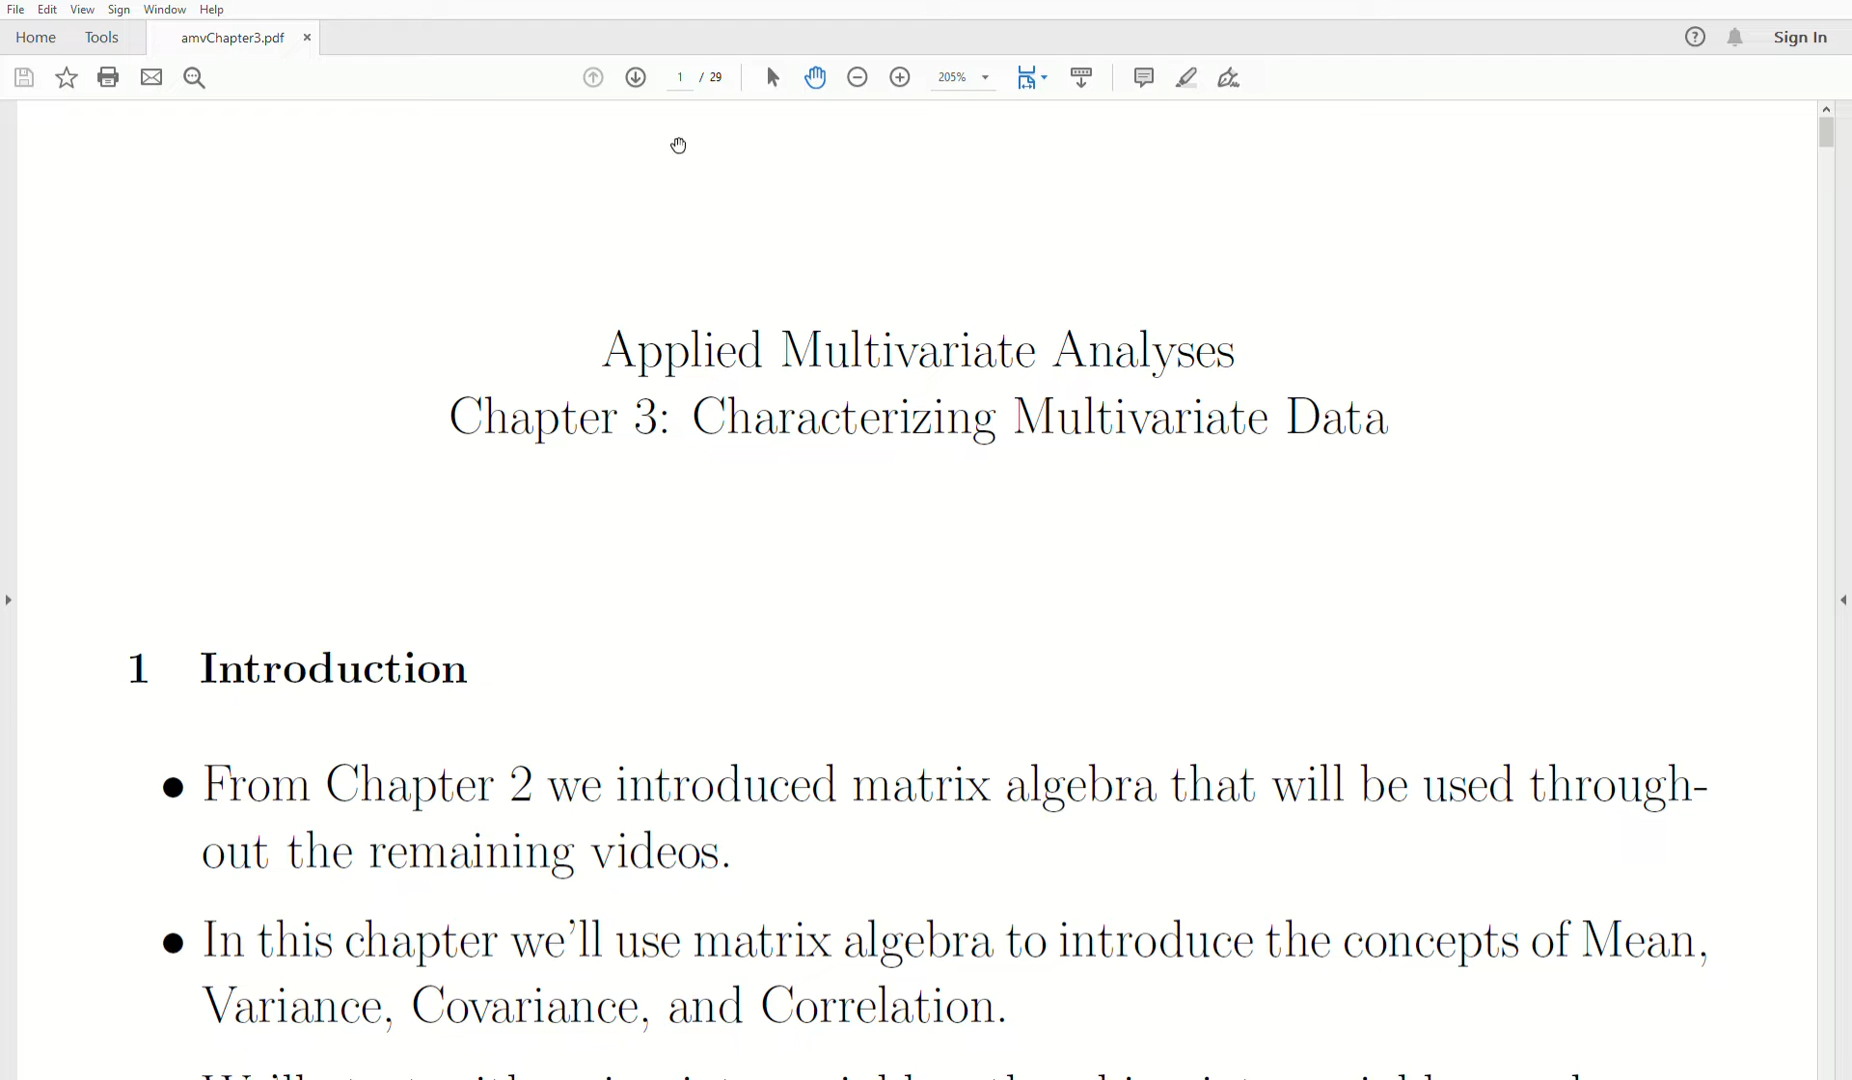 File Edit View Sign Window Help
Home Tools amvChapter3.pdf × Sign In
1 / 29 205%
Applied Multivariate Analyses
Chapter 3: Characterizing Multivariate Data
1 Introduction
• From Chapter 2 we introduced matrix algebra that will be used through-
out the remaining videos.
• In this chapter we'll use matrix algebra to introduce the concepts of Mean,
Variance, Covariance, and Correlation.